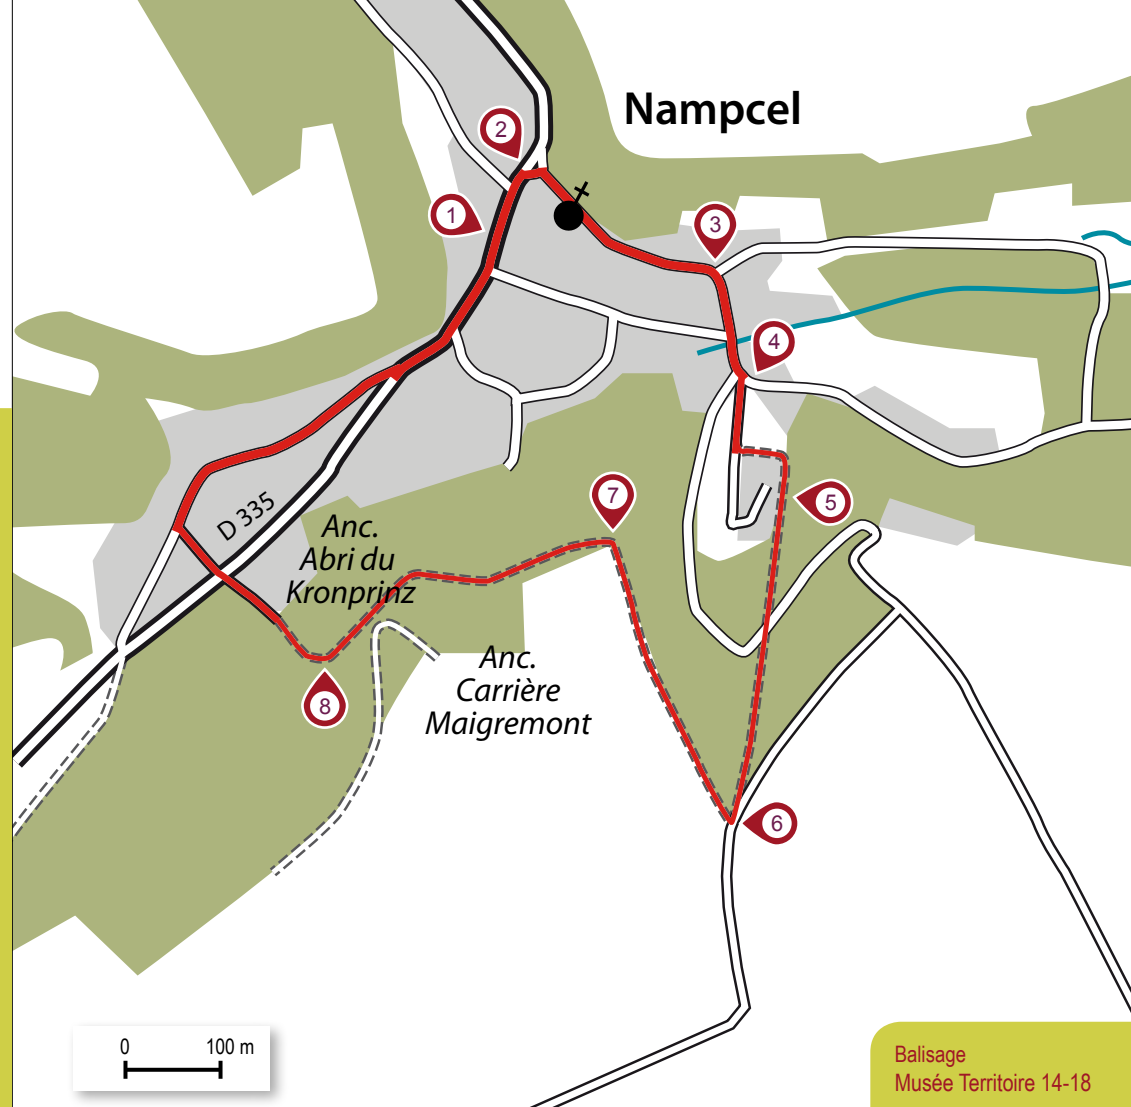 Nampcel
2
1
3
4
7
5
D 335
Anc.
Abri du
Kronprinz
Anc.
Carrière
Maigremont
8
6
0 100 m
Balisage
Musée Territoire 14-18